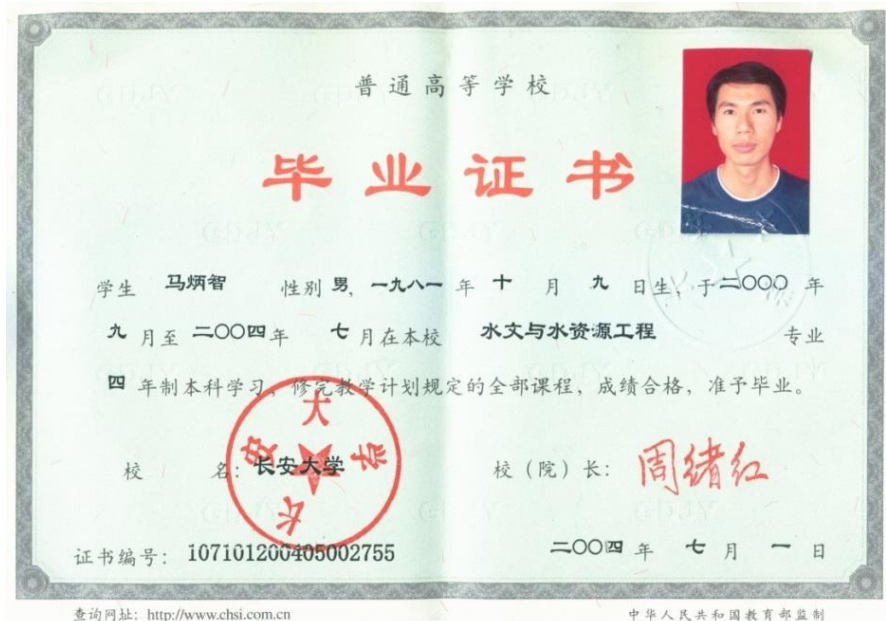 普通高等学校
毕业证书
学生 马炳智 性别 男, 一九八一 年 十 月 九 日生, 于二〇〇〇 年
九 月至 二〇〇四年 七 月在本校 水文与水资源工程 专业
四 年制本科学习, 修完教学计划规定的全部课程, 成绩合格, 准予毕业。
长安大学
校 名: 长安大学 校(院)长: 周绪红
证书编号: 107101200405002755 二〇〇四 年 七 月 一 日
查询网址: http://www.chsi.com.cn 中华人民共和国教育部监制